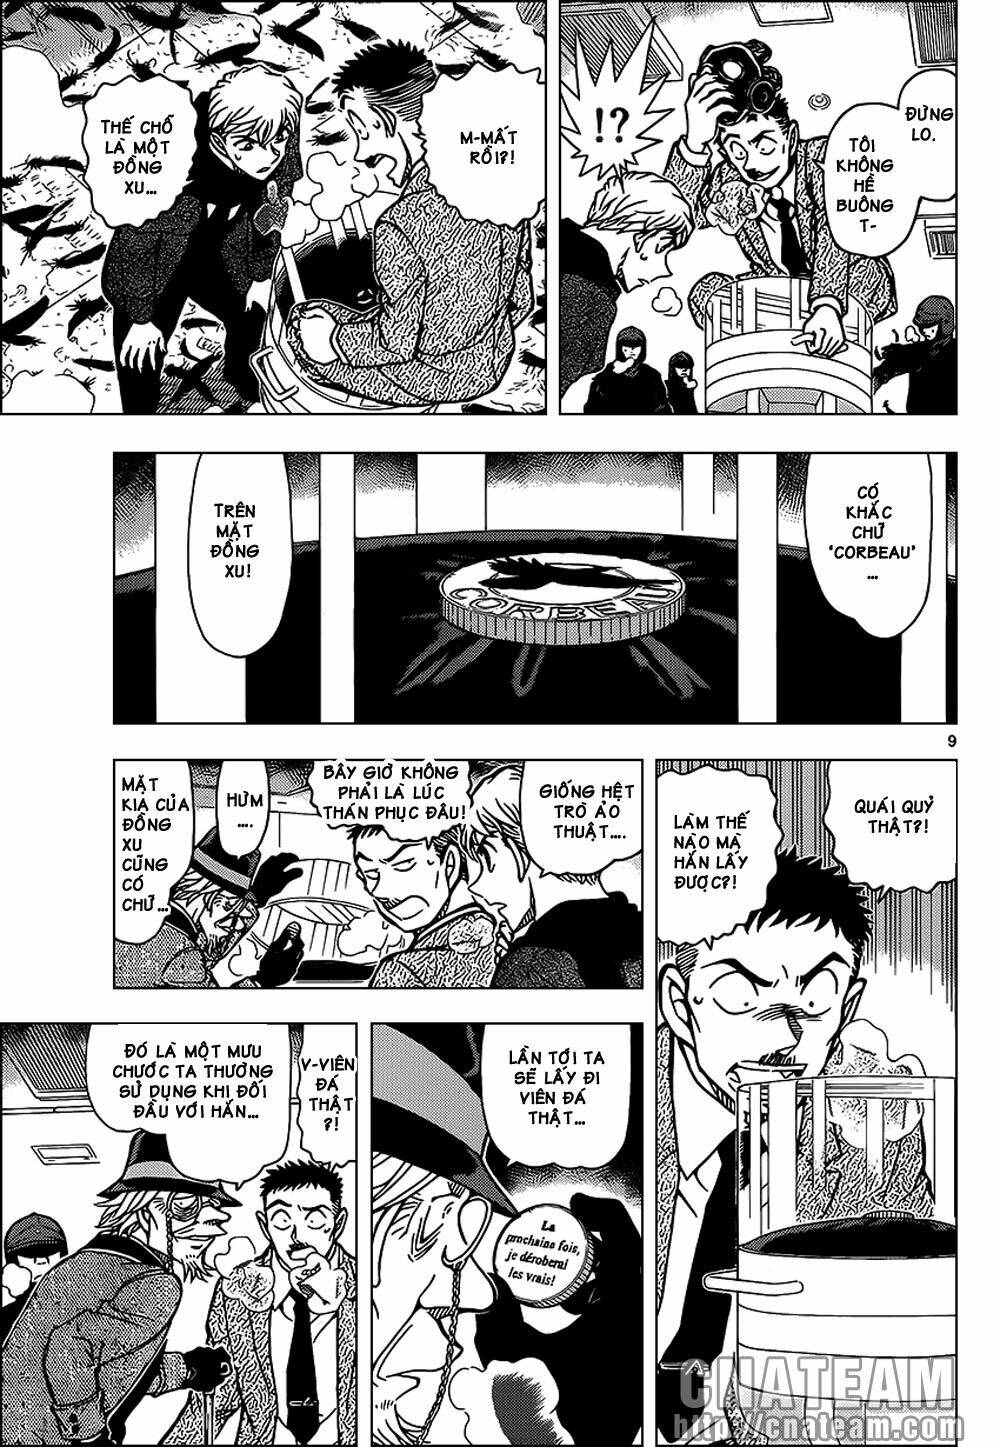 ĐỪNG
LO.
TÔI
KHÔNG
HỀ
BUÔNG
T-
!?
M-MẤT
RỒI?!
THẾ CHỖ
LÀ MỘT
ĐỒNG
XU...
CÓ
KHẮC
CHỮ
'CORBEAU'
...
CORBEAU
TRÊN
MẶT
ĐỒNG
XU!
9
QUÁI QUỶ
THẬT?!
LÀM THẾ
NÀO MÀ
HẮN LẤY
ĐƯỢC?!
GIỐNG HỆT
TRÒ ẢO
THUẬT....
BÂY GIỜ KHÔNG
PHẢI LÀ LÚC
THÁN PHỤC ĐÂU!
HƯM
....
MẶT
KIA CỦA
ĐỒNG
XU
CŨNG
CÓ
CHỮ...
LẦN TỚI TA
SẼ LẤY ĐI
VIÊN ĐÁ
THẬT...
La
prochaine fois,
je déroberai
les vrais!
V-VIÊN
ĐÁ
THẬT
?!
ĐÓ LÀ MỘT MƯU
CHƯỚC TA THƯỜNG
SỬ DỤNG KHI ĐỐI
ĐẦU VỚI HẮN...
CNATEAM
http://cnateam.com/